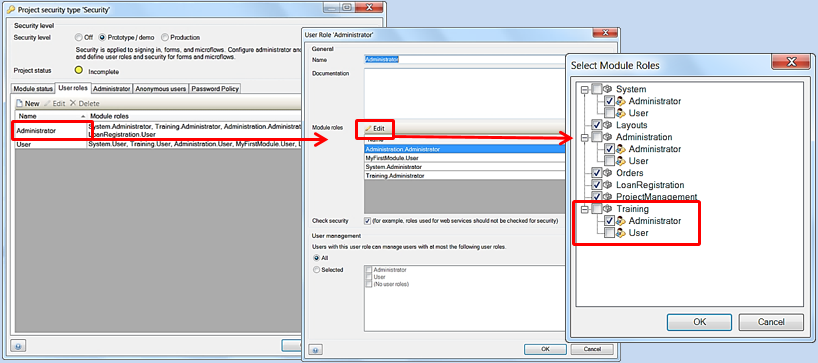 Project security type 'Security'
Security level
Security level Off Prototype / demo Production
Security is applied to signing in, forms, and microflows. Configure administrator an
and define user roles and security for forms and microflows.
Project status Incomplete
Module status User roles Administrator Anonymous users Password Policy
New Edit Delete
Name Module roles
Administrator System.Administrator, Training.Administrator, Administration.Administrato
LoanRegistration.User
User System.User, Training.User, Administration.User, MyFirstModule.User, L
User Role 'Administrator'
General
Name Administrator
Documentation
Module roles Edit
Name
Administration.Administrator
MyFirstModule.User
System.Administrator
Training.Administrator
Check security (for example, roles used for web services should not be checked for security)
User management
Users with this user role can manage users with at most the following user roles.
All
Selected Administrator
User
(No user roles)
OK Cancel
Select Module Roles
System
Administrator
User
Layouts
Administration
Administrator
User
Orders
LoanRegistration
ProjectManagement
Training
Administrator
User
OK Cancel